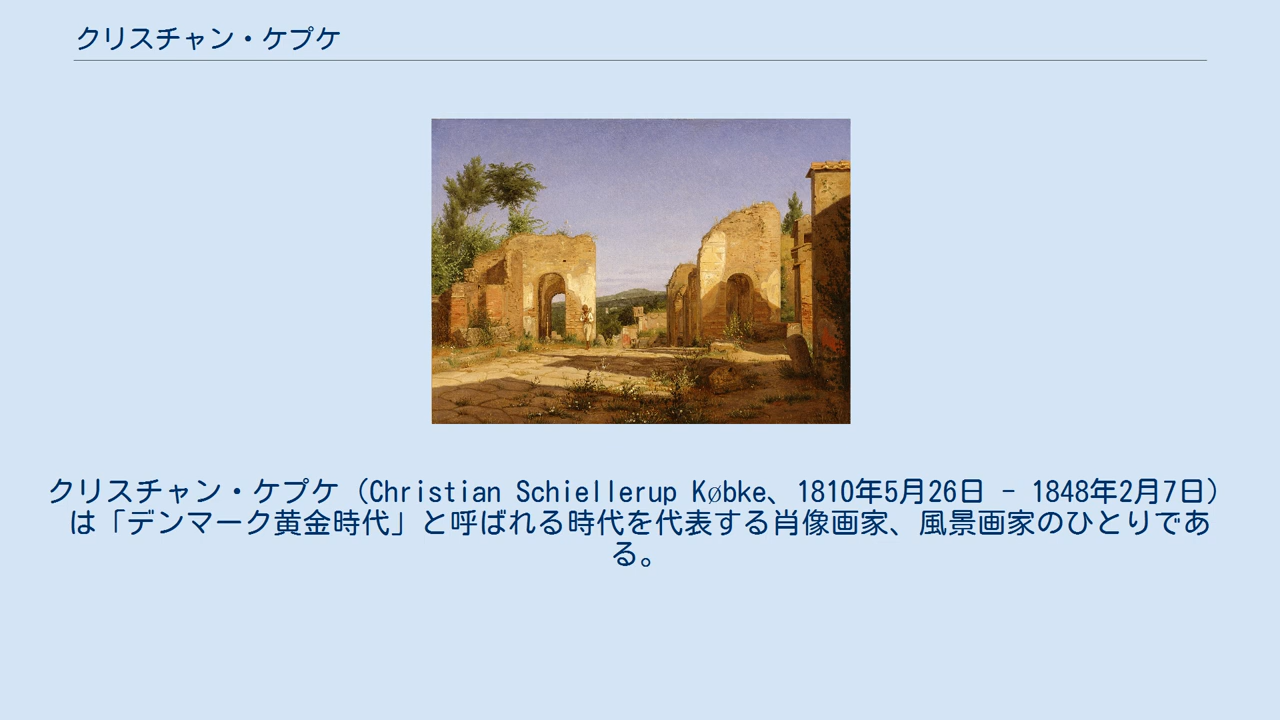 クリスチャン・ケプケ
クリスチャン・ケプケ（Christian Schiellerup Købke、1810年5月26日 - 1848年2月7日）
は「デンマーク黄金時代」と呼ばれる時代を代表する肖像画家、風景画家のひとりであ
る。